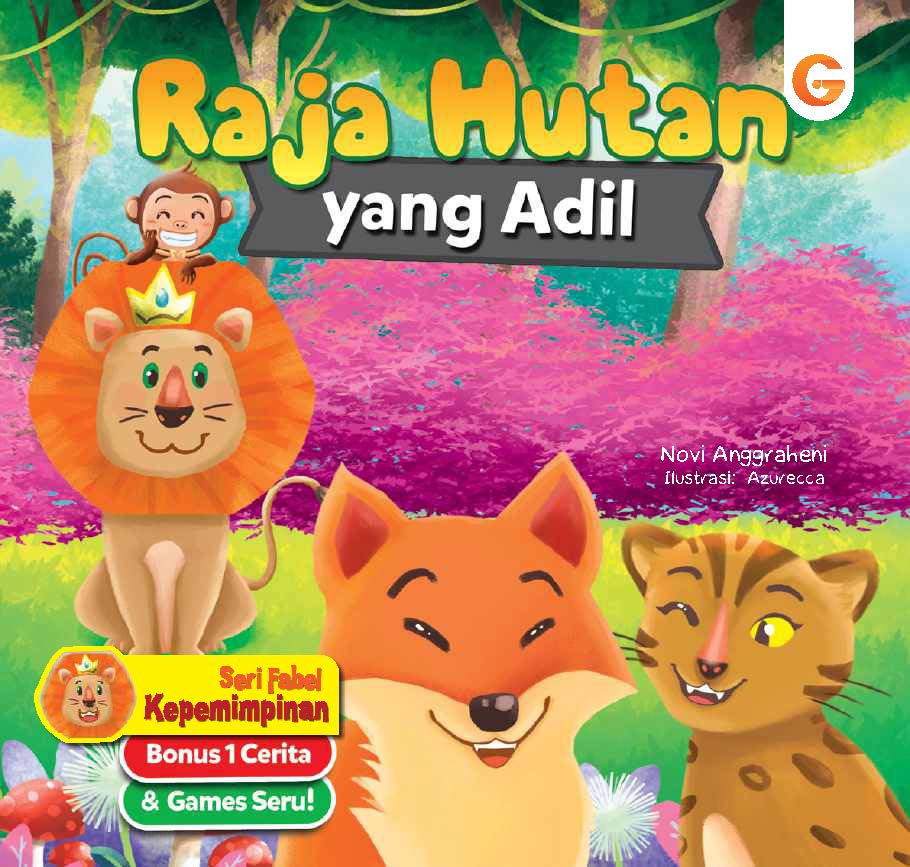 Raja Hutan
yang Adil
G
Novi Anggraheni
Ilustrasi: Azurecca
Seri Fabel
Kepemimpinan
Bonus 1 Cerita
& Games Seru!